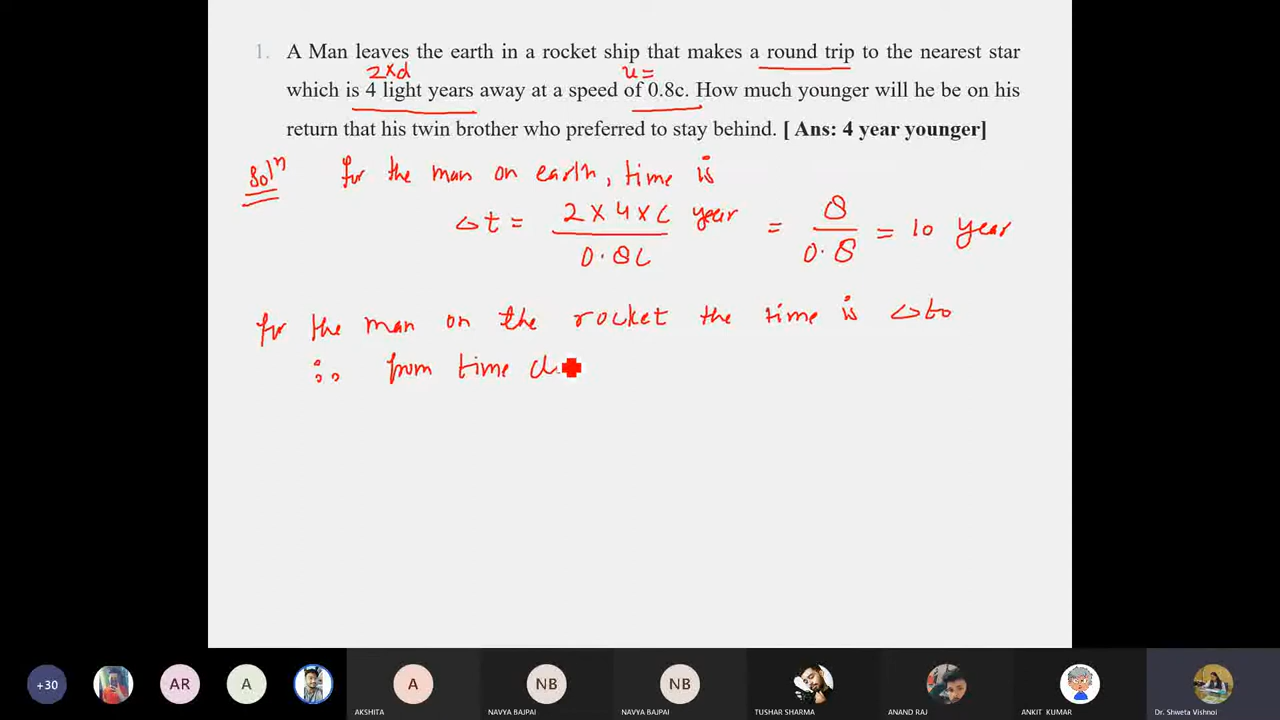 1. A Man leaves the earth in a rocket ship that makes a round trip to the nearest star
2×d u=
which is 4 light years away at a speed of 0.8c. How much younger will he be on his
return that his twin brother who preferred to stay behind. [ Ans: 4 year younger]
Solⁿ for the man on earth, time is
Δt = 2 × 4 × c / 0.8c year = 8 / 0.8 = 10 year
for the man on the rocket the time is Δto
∴ from time d
+30 AR A A NB NB
AKSHITA NAVYA BAJPAI NAVYA BAJPAI TUSHAR SHARMA ANAND RAJ ANKIT KUMAR Dr. Shweta Vishnoi